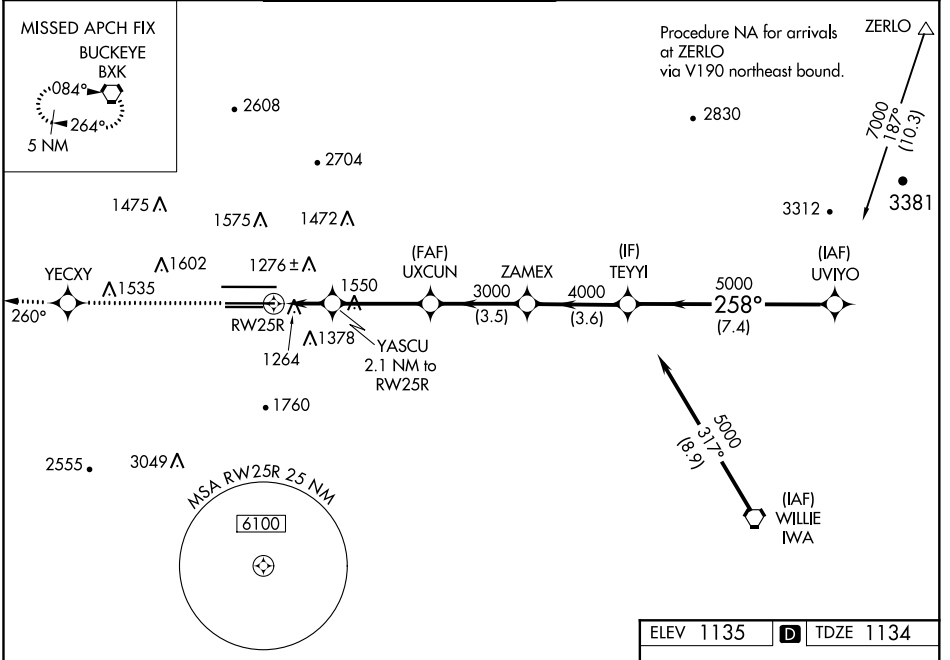 MISSED APCH FIX
BUCKEYE
BXK
084°
264°
5 NM
Procedure NA for arrivals
at ZERLO
via V190 northeast bound.
ZERLO
7000
187°
(10.3)
2608
2830
2704
3381
3312
1475
1575
1472
1602
1276±
1535
YECXY
260°
RW25R
1264
1550
1378
YASCU
2.1 NM to
RW25R
(FAF)
UXCUN
3000
(3.5)
ZAMEX
4000
(3.6)
(IF)
TEYYI
5000
258°
(7.4)
(IAF)
UVIYO
1760
2555
3049
5000
317°
(8.9)
(IAF)
WILLIE
IWA
MSA RW25R 25 NM
6100
ELEV 1135 D TDZE 1134